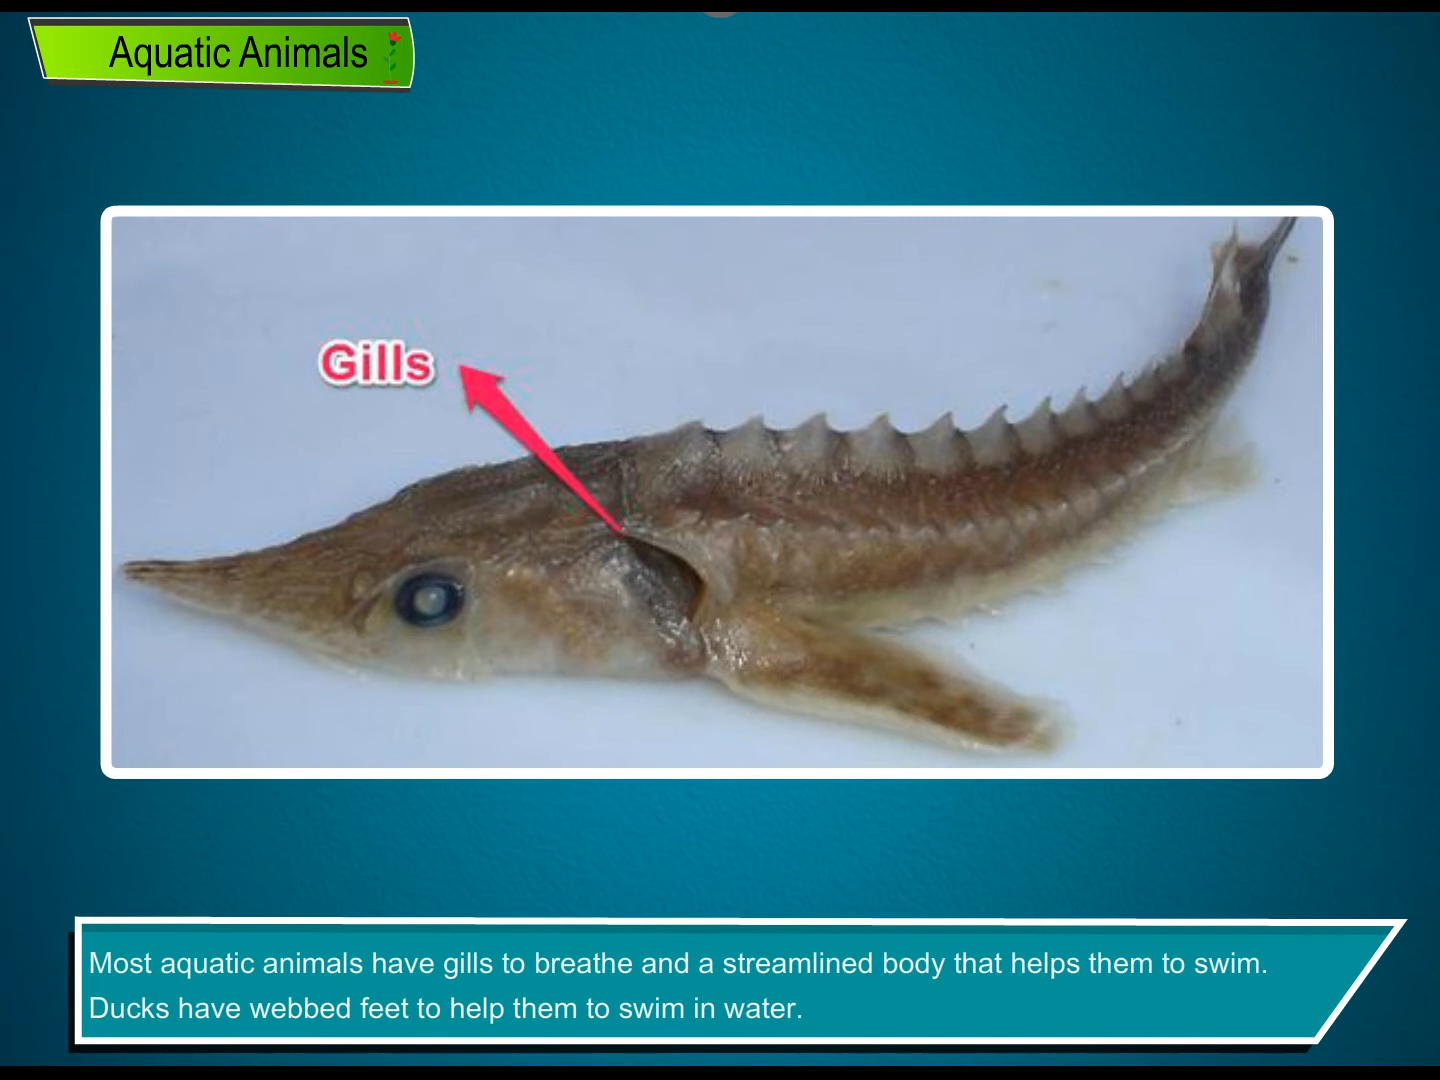 Aquatic Animals
Gills
Most aquatic animals have gills to breathe and a streamlined body that helps them to swim.
Ducks have webbed feet to help them to swim in water.